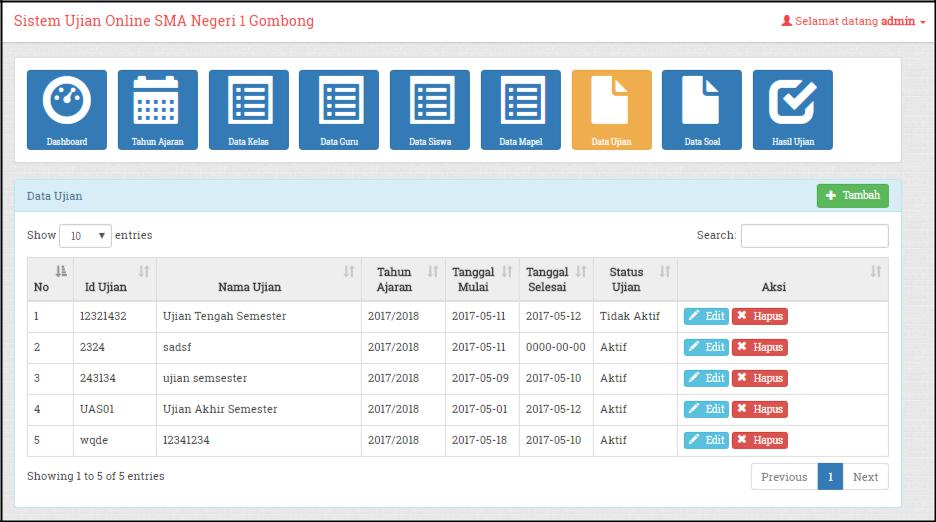 Sistem Ujian Online SMA Negeri 1 Gombong
Selamat datang admin
Dashboard Tahun Ajaran Data Kelas Data Guru Data Siswa Data Mapel Data Ujian Data Soal Hasil Ujian
Data Ujian
Tambah
Show 10 entries
Search:
No Id Ujian Nama Ujian Tahun Ajaran Tanggal Mulai Tanggal Selesai Status Ujian Aksi
1 12321432 Ujian Tengah Semester 2017/2018 2017-05-11 2017-05-12 Tidak Aktif Edit Hapus
2 2324 sadsf 2017/2018 2017-05-11 0000-00-00 Aktif Edit Hapus
3 243134 ujian semsester 2017/2018 2017-05-09 2017-05-10 Aktif Edit Hapus
4 UAS01 Ujian Akhir Semester 2017/2018 2017-05-01 2017-05-12 Aktif Edit Hapus
5 wqde 12341234 2017/2018 2017-05-18 2017-05-10 Aktif Edit Hapus
Showing 1 to 5 of 5 entries
Previous 1 Next